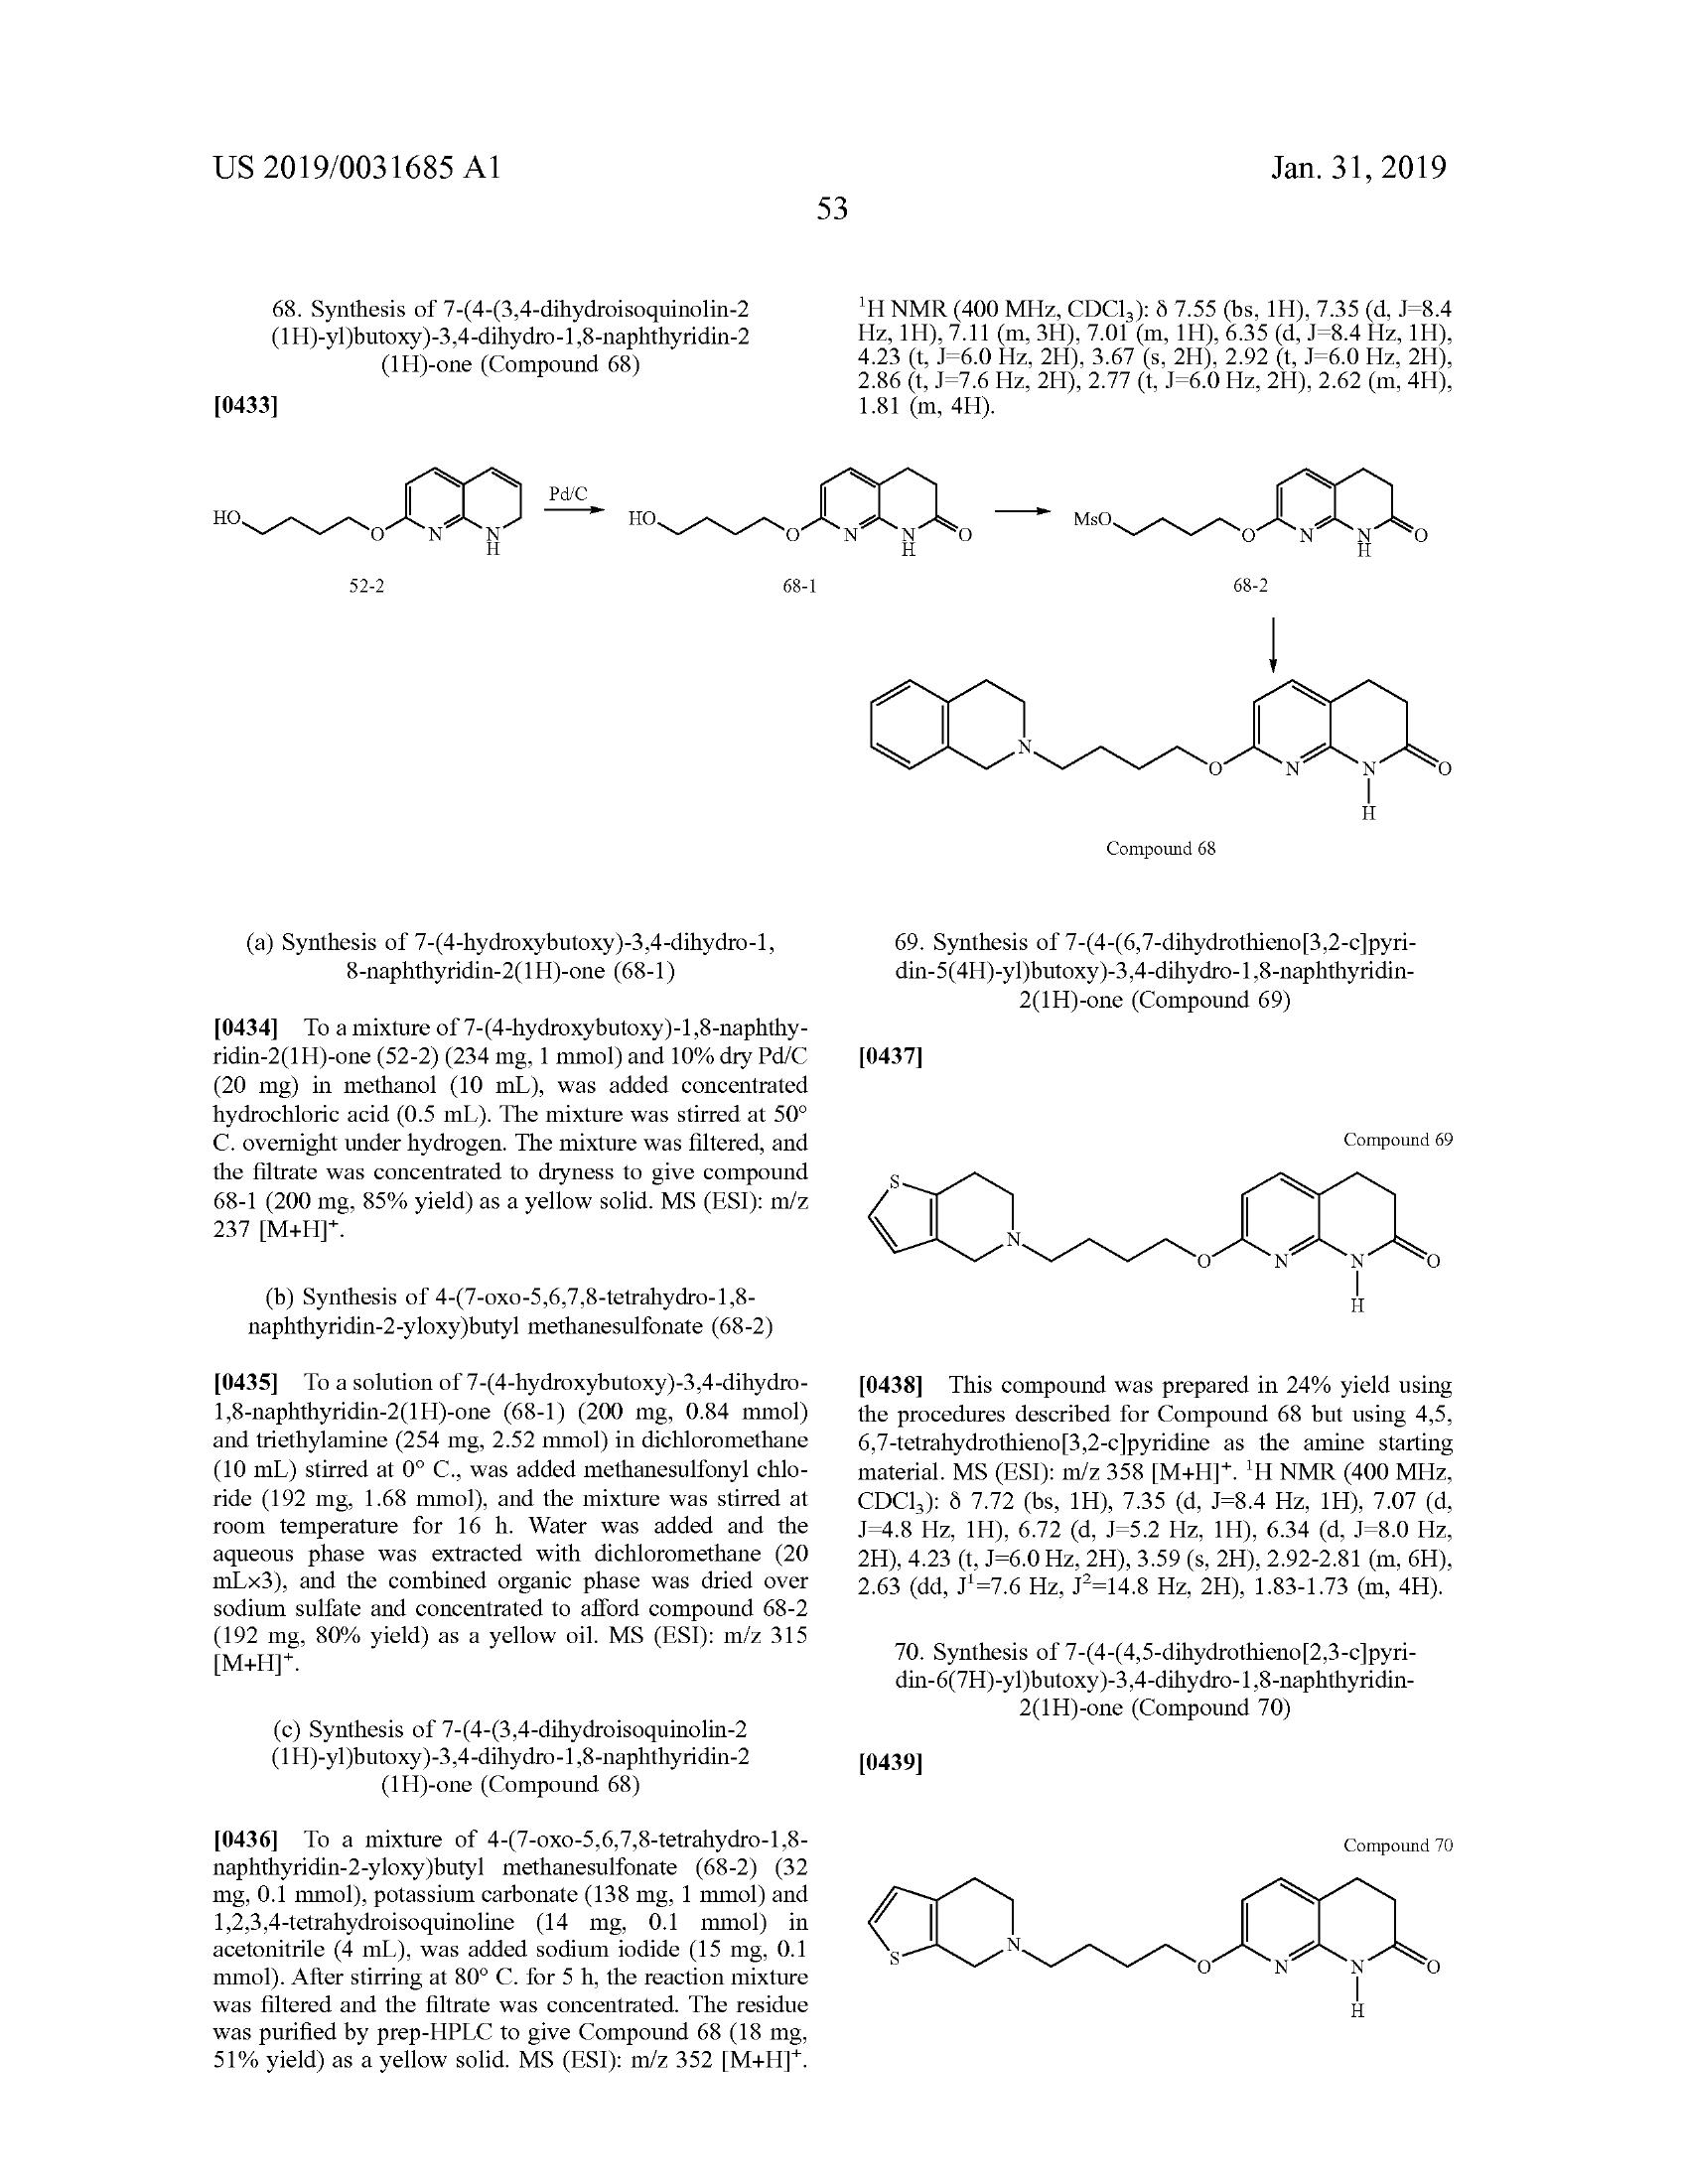 US 2019/0031685 A1
Jan. 31, 2019
53
68. Synthesis of 7-(4-(3,4-dihydroisoquinolin-2
(1H)-yl)butoxy)-3,4-dihydro-1,8-naphthyridin-2
(1H)-one (Compound 68)
[0433]
¹H NMR (400 MHz, CDCl₃): δ 7.55 (bs, 1H), 7.35 (d, J=8.4
Hz, 1H), 7.11 (m, 3H), 7.01 (m, 1H), 6.35 (d, J=8.4 Hz, 1H),
4.23 (t, J=6.0 Hz, 2H), 3.67 (s, 2H), 2.92 (t, J=6.0 Hz, 2H),
2.86 (t, J=7.6 Hz, 2H), 2.77 (t, J=6.0 Hz, 2H), 2.62 (m, 4H),
1.81 (m, 4H).
HO
O
N
N
H
Pd/C
HO
O
N
N
H
O
MsO
O
N
N
H
O
52-2
68-1
68-2
N
O
N
N
H
O
Compound 68
(a) Synthesis of 7-(4-hydroxybutoxy)-3,4-dihydro-1,
8-naphthyridin-2(1H)-one (68-1)
[0434] To a mixture of 7-(4-hydroxybutoxy)-1,8-naphthy-
ridin-2(1H)-one (52-2) (234 mg, 1 mmol) and 10% dry Pd/C
(20 mg) in methanol (10 mL), was added concentrated
hydrochloric acid (0.5 mL). The mixture was stirred at 50°
C. overnight under hydrogen. The mixture was filtered, and
the filtrate was concentrated to dryness to give compound
68-1 (200 mg, 85% yield) as a yellow solid. MS (ESI): m/z
237 [M+H]⁺.
(b) Synthesis of 4-(7-oxo-5,6,7,8-tetrahydro-1,8-
naphthyridin-2-yloxy)butyl methanesulfonate (68-2)
[0435] To a solution of 7-(4-hydroxybutoxy)-3,4-dihydro-
1,8-naphthyridin-2(1H)-one (68-1) (200 mg, 0.84 mmol)
and triethylamine (254 mg, 2.52 mmol) in dichloromethane
(10 mL) stirred at 0° C., was added methanesulfonyl chlo-
ride (192 mg, 1.68 mmol), and the mixture was stirred at
room temperature for 16 h. Water was added and the
aqueous phase was extracted with dichloromethane (20
mLx3), and the combined organic phase was dried over
sodium sulfate and concentrated to afford compound 68-2
(192 mg, 80% yield) as a yellow oil. MS (ESI): m/z 315
[M+H]⁺.
(c) Synthesis of 7-(4-(3,4-dihydroisoquinolin-2
(1H)-yl)butoxy)-3,4-dihydro-1,8-naphthyridin-2
(1H)-one (Compound 68)
[0436] To a mixture of 4-(7-oxo-5,6,7,8-tetrahydro-1,8-
naphthyridin-2-yloxy)butyl methanesulfonate (68-2) (32
mg, 0.1 mmol), potassium carbonate (138 mg, 1 mmol) and
1,2,3,4-tetrahydroisoquinoline (14 mg, 0.1 mmol) in
acetonitrile (4 mL), was added sodium iodide (15 mg, 0.1
mmol). After stirring at 80° C. for 5 h, the reaction mixture
was filtered and the filtrate was concentrated. The residue
was purified by prep-HPLC to give Compound 68 (18 mg,
51% yield) as a yellow solid. MS (ESI): m/z 352 [M+H]⁺.
69. Synthesis of 7-(4-(6,7-dihydrothieno[3,2-c]pyri-
din-5(4H)-yl)butoxy)-3,4-dihydro-1,8-naphthyridin-
2(1H)-one (Compound 69)
[0437]
Compound 69
S
N
O
N
N
H
O
[0438] This compound was prepared in 24% yield using
the procedures described for Compound 68 but using 4,5,
6,7-tetrahydrothieno[3,2-c]pyridine as the amine starting
material. MS (ESI): m/z 358 [M+H]⁺. ¹H NMR (400 MHz,
CDCl₃): δ 7.72 (bs, 1H), 7.35 (d, J=8.4 Hz, 1H), 7.07 (d,
J=4.8 Hz, 1H), 6.72 (d, J=5.2 Hz, 1H), 6.34 (d, J=8.0 Hz,
2H), 4.23 (t, J=6.0 Hz, 2H), 3.59 (s, 2H), 2.92-2.81 (m, 6H),
2.63 (dd, J¹=7.6 Hz, J²=14.8 Hz, 2H), 1.83-1.73 (m, 4H).
70. Synthesis of 7-(4-(4,5-dihydrothieno[2,3-c]pyri-
din-6(7H)-yl)butoxy)-3,4-dihydro-1,8-naphthyridin-
2(1H)-one (Compound 70)
[0439]
Compound 70
S
N
O
N
N
H
O